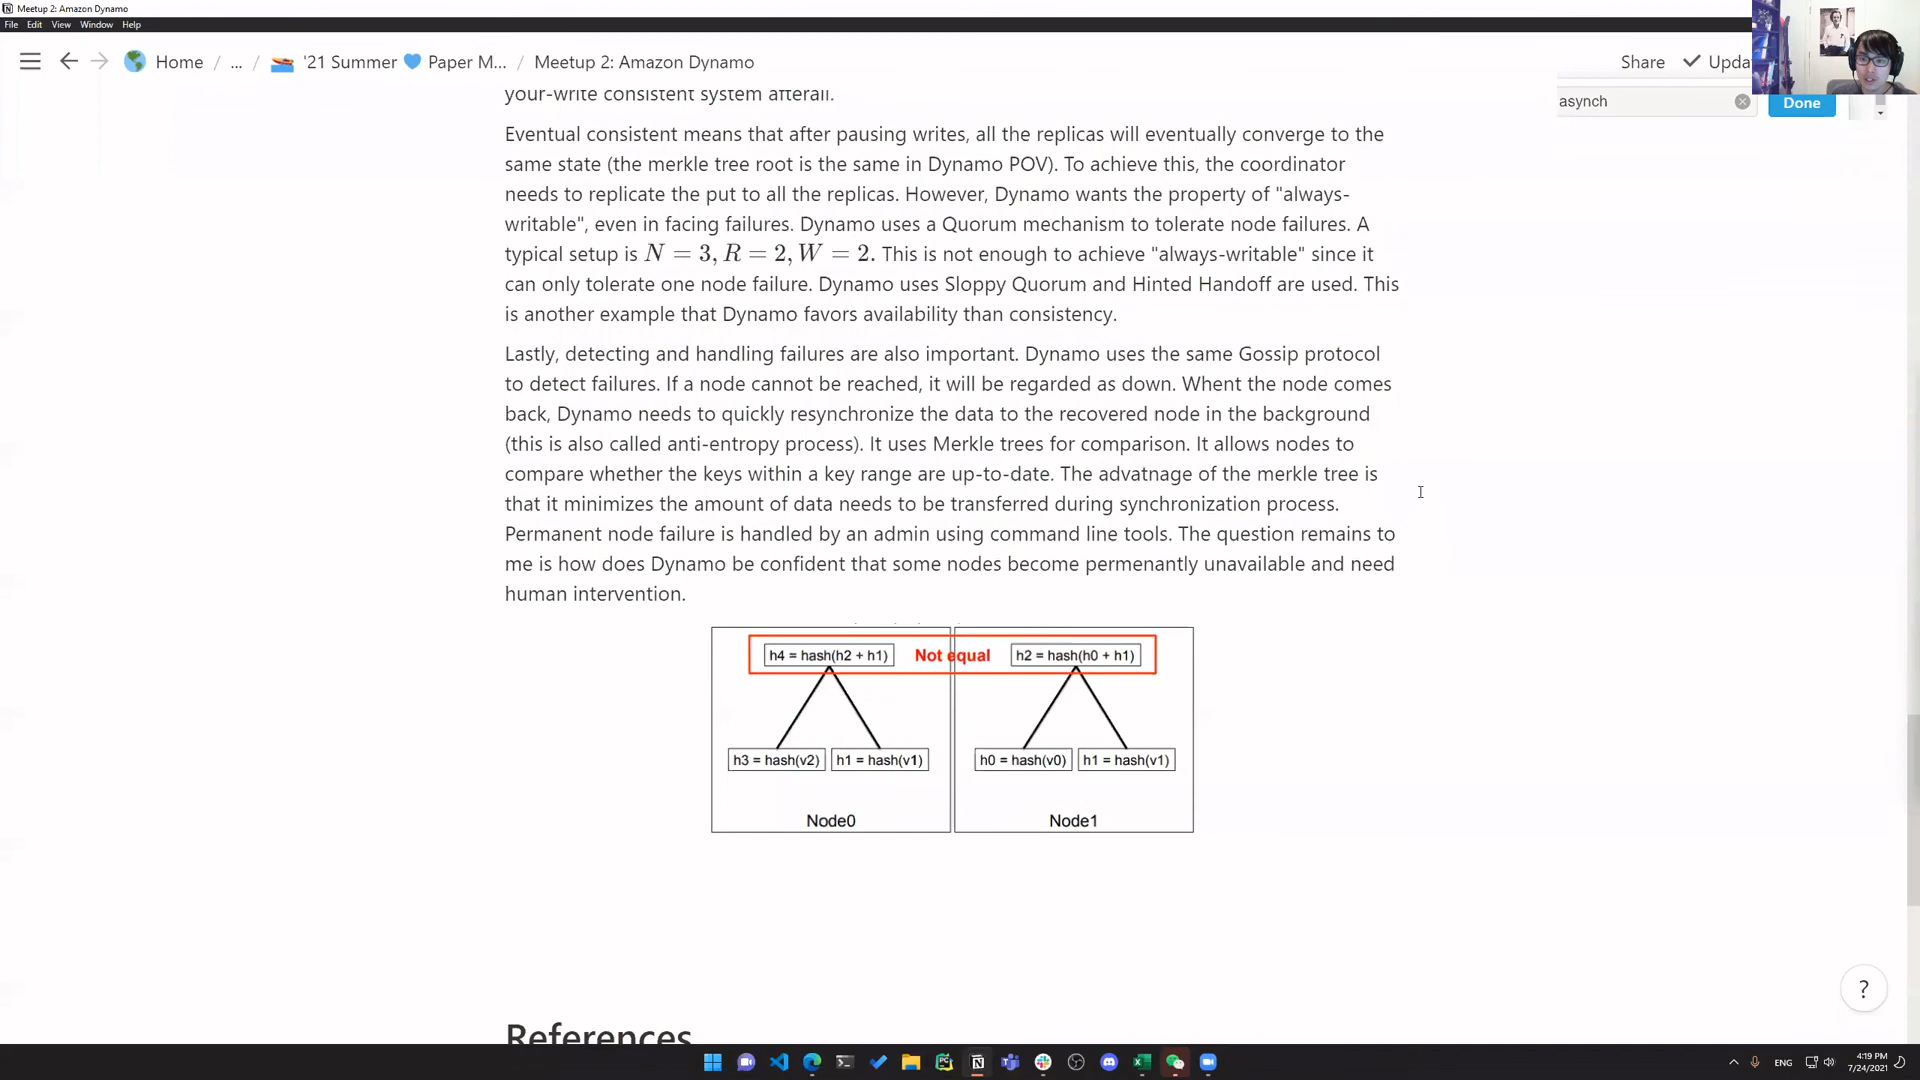 Meetup 2: Amazon Dynamo
File Edit View Window Help
Home / ... / '21 Summer 💙 Paper M... / Meetup 2: Amazon Dynamo
Share
asynch
Done
your-write consistent system afterall.
Eventual consistent means that after pausing writes, all the replicas will eventually converge to the
same state (the merkle tree root is the same in Dynamo POV). To achieve this, the coordinator
needs to replicate the put to all the replicas. However, Dynamo wants the property of "always-
writable", even in facing failures. Dynamo uses a Quorum mechanism to tolerate node failures. A
typical setup is N = 3, R = 2, W = 2. This is not enough to achieve "always-writable" since it
can only tolerate one node failure. Dynamo uses Sloppy Quorum and Hinted Handoff are used. This
is another example that Dynamo favors availability than consistency.
Lastly, detecting and handling failures are also important. Dynamo uses the same Gossip protocol
to detect failures. If a node cannot be reached, it will be regarded as down. Whent the node comes
back, Dynamo needs to quickly resynchronize the data to the recovered node in the background
(this is also called anti-entropy process). It uses Merkle trees for comparison. It allows nodes to
compare whether the keys within a key range are up-to-date. The advatnage of the merkle tree is
that it minimizes the amount of data needs to be transferred during synchronization process.
Permanent node failure is handled by an admin using command line tools. The question remains to
me is how does Dynamo be confident that some nodes become permenantly unavailable and need
human intervention.
h4 = hash(h2 + h1) Not equal h2 = hash(h0 + h1)
h3 = hash(v2) h1 = hash(v1) h0 = hash(v0) h1 = hash(v1)
Node0 Node1
?
References
ENG
4:19 PM
7/24/2021